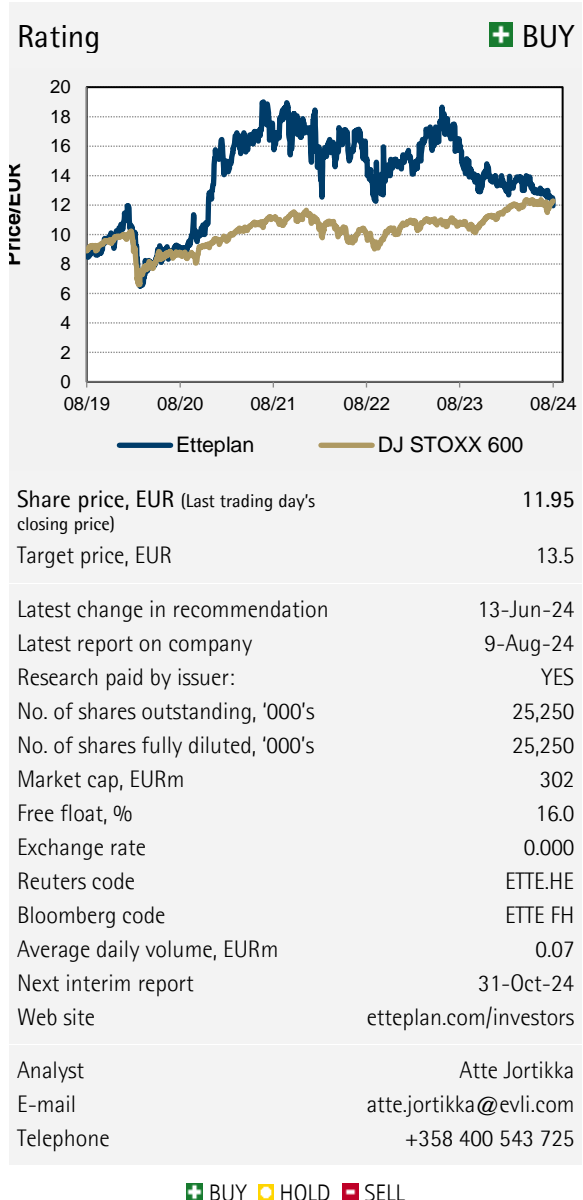 Rating BUY
20
18
16
14
12
10
8
6
4
2
0
Price/EUR
08/19 08/20 08/21 08/22 08/23 08/24
Etteplan DJ STOXX 600
Share price, EUR (Last trading day's 11.95
closing price)
Target price, EUR 13.5
Latest change in recommendation 13-Jun-24
Latest report on company 9-Aug-24
Research paid by issuer: YES
No. of shares outstanding, '000's 25,250
No. of shares fully diluted, '000's 25,250
Market cap, EURm 302
Free float, % 16.0
Exchange rate 0.000
Reuters code ETTE.HE
Bloomberg code ETTE FH
Average daily volume, EURm 0.07
Next interim report 31-Oct-24
Web site etteplan.com/investors
Analyst Atte Jortikka
E-mail atte.jortikka@evli.com
Telephone +358 400 543 725
BUY HOLD SELL